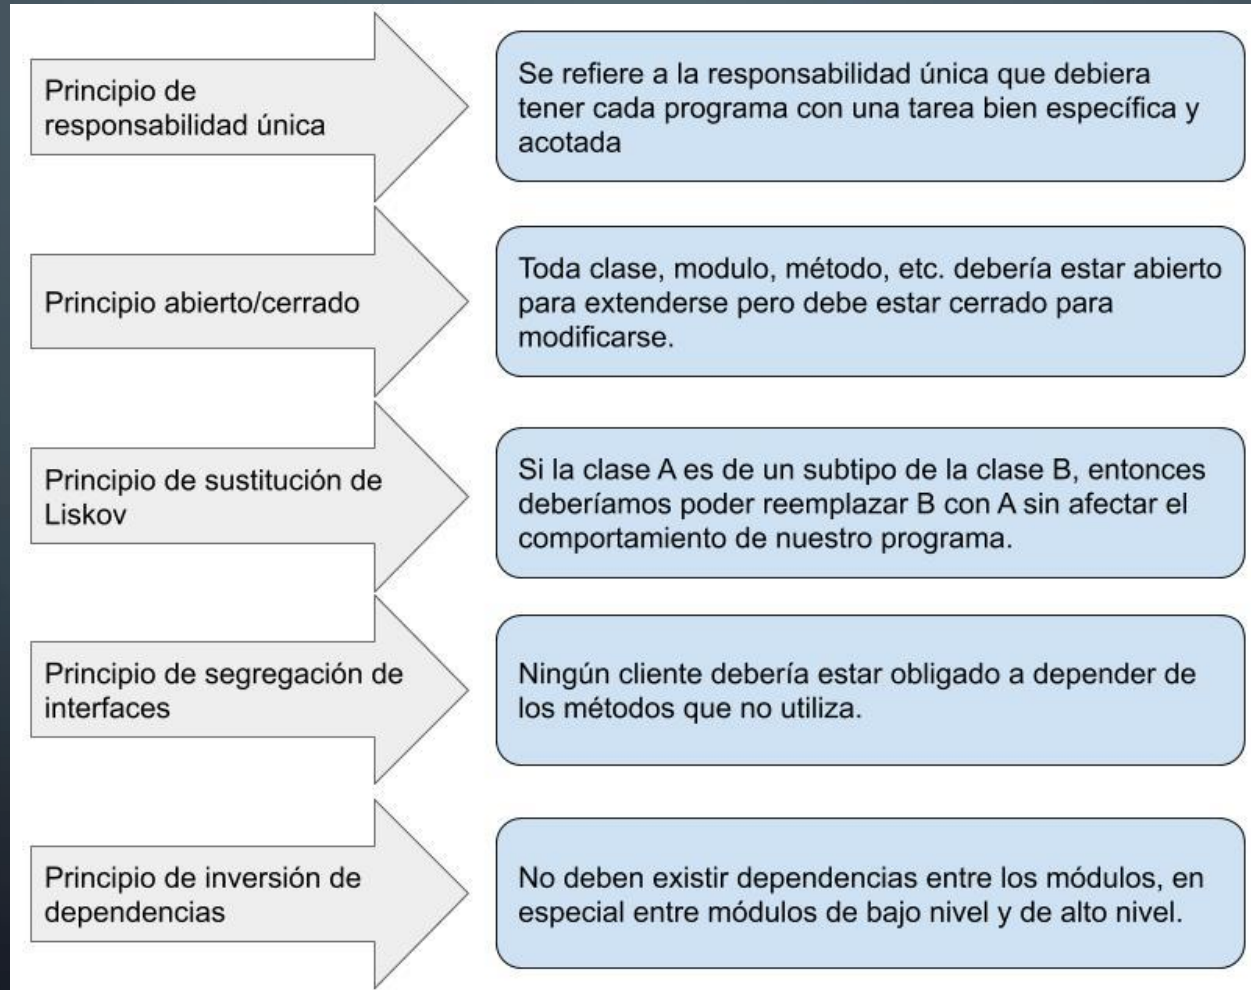 Principio de
responsabilidad única
Se refiere a la responsabilidad única que debiera
tener cada programa con una tarea bien específica y
acotada
Principio abierto/cerrado
Toda clase, modulo, método, etc. debería estar abierto
para extenderse pero debe estar cerrado para
modificarse.
Principio de sustitución de
Liskov
Si la clase A es de un subtipo de la clase B, entonces
deberíamos poder reemplazar B con A sin afectar el
comportamiento de nuestro programa.
Principio de segregación de
interfaces
Ningún cliente debería estar obligado a depender de
los métodos que no utiliza.
Principio de inversión de
dependencias
No deben existir dependencias entre los módulos, en
especial entre módulos de bajo nivel y de alto nivel.